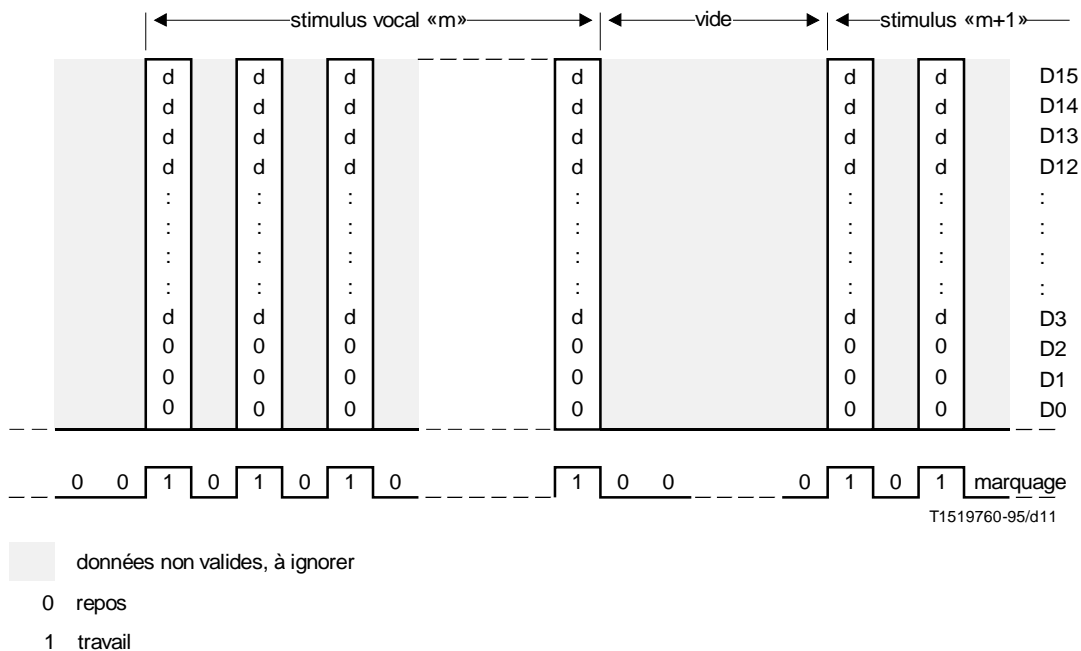 stimulus vocal «m» vide stimulus «m+1»
d d d d d d D15
d d d d d d D14
d d d d d d D13
d d d d d d D12
: : : : : : :
: : : : : : :
: : : : : : :
: : : : : : :
d d d d d d D3
0 0 0 0 0 0 D2
0 0 0 0 0 0 D1
0 0 0 0 0 0 D0
0 0 1 0 1 0 1 0 1 0 0 0 1 0 1 marquage
T1519760-95/d11
données non valides, à ignorer
0 repos
1 travail